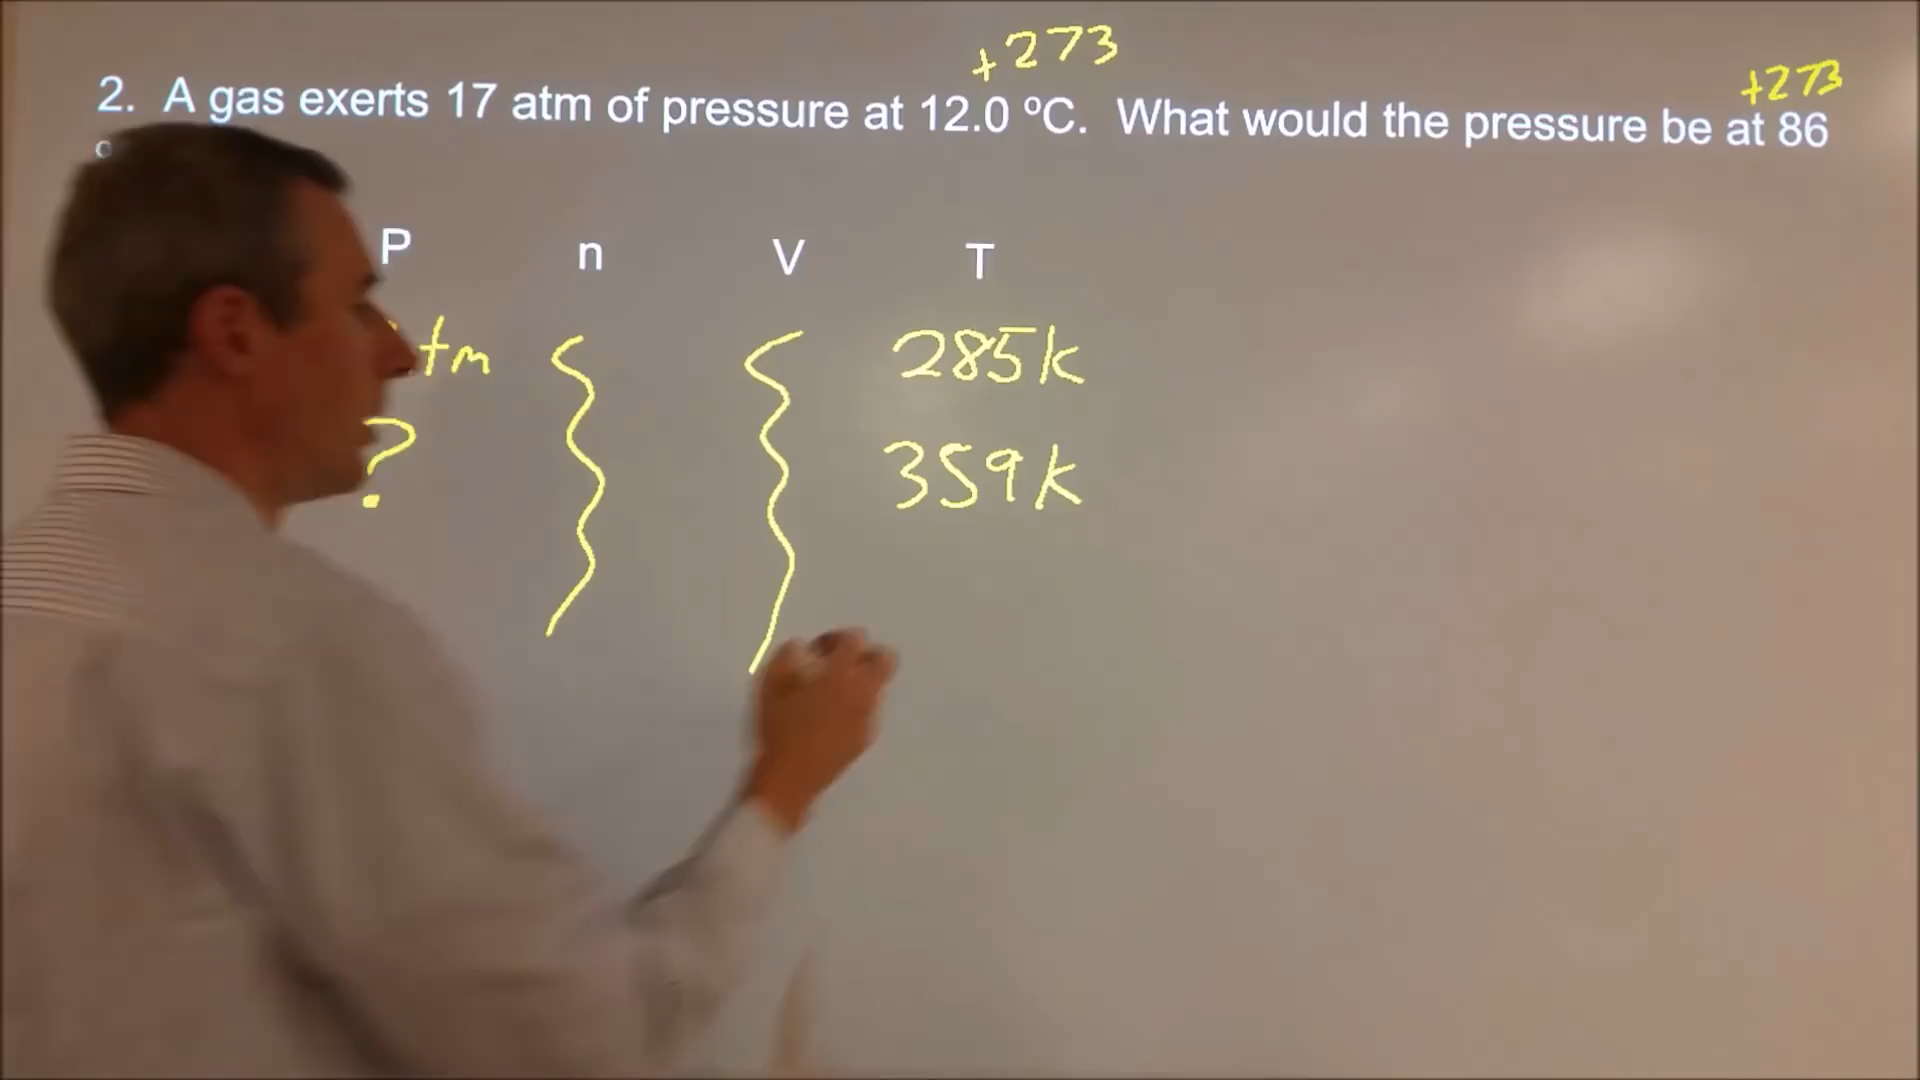 +273
+273
2. A gas exerts 17 atm of pressure at 12.0 ºC. What would the pressure be at 86
P n V T
tm 285k
? 359k